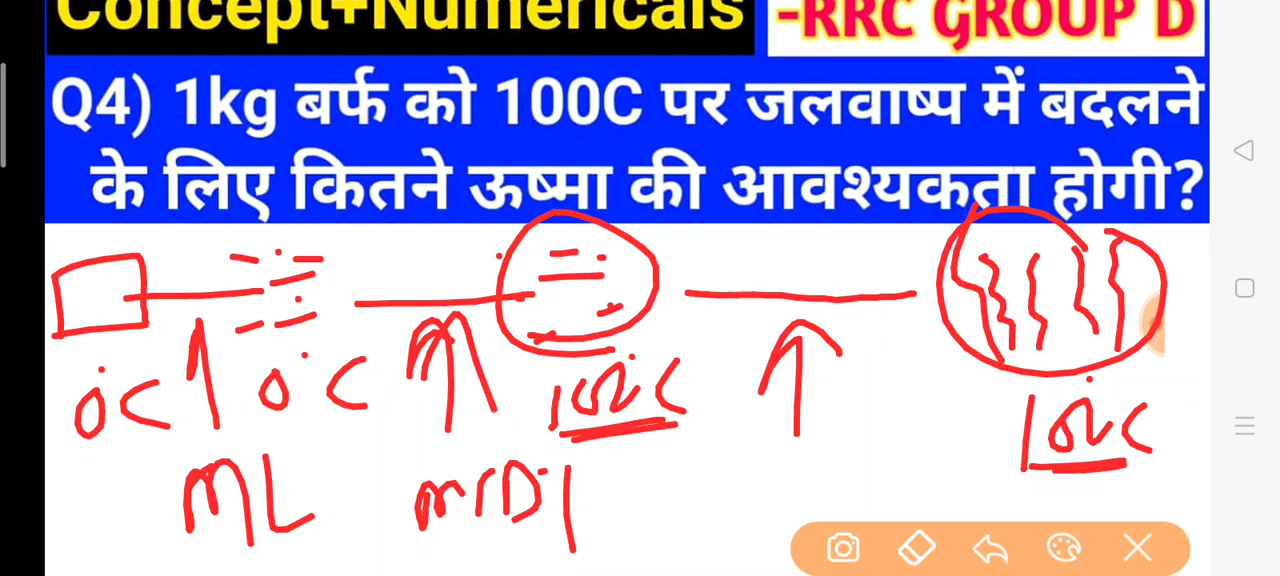 Concept+Numericals -RRC GROUP D
Q4) 1kg बर्फ को 100C पर जलवाष्प में बदलने
के लिए कितने ऊष्मा की आवश्यकता होगी?
0°C 0°C 100°C 100°C
ML